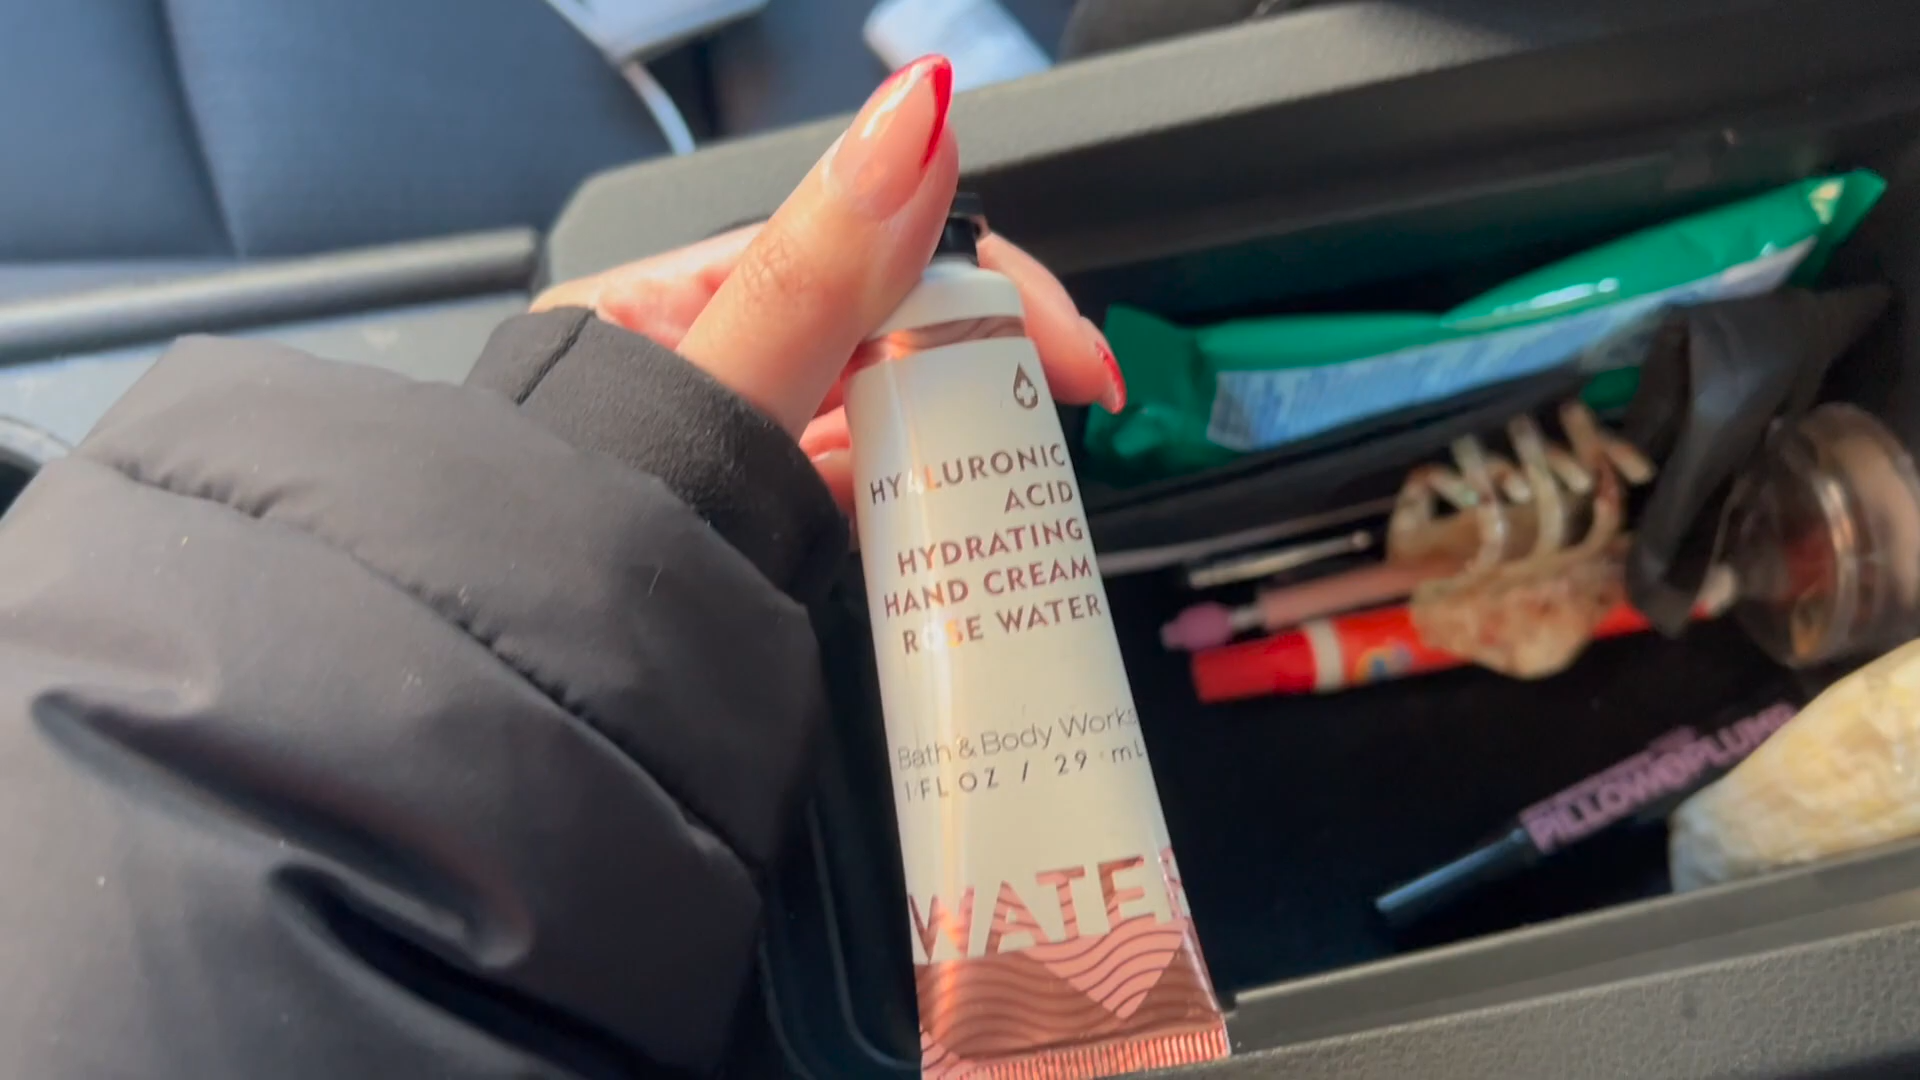 HYALURONIC
ACID
HYDRATING
HAND CREAM
ROSE WATER
Bath & Body Works
1 FL OZ / 29 mL
WATER
PILLOW PLUMP